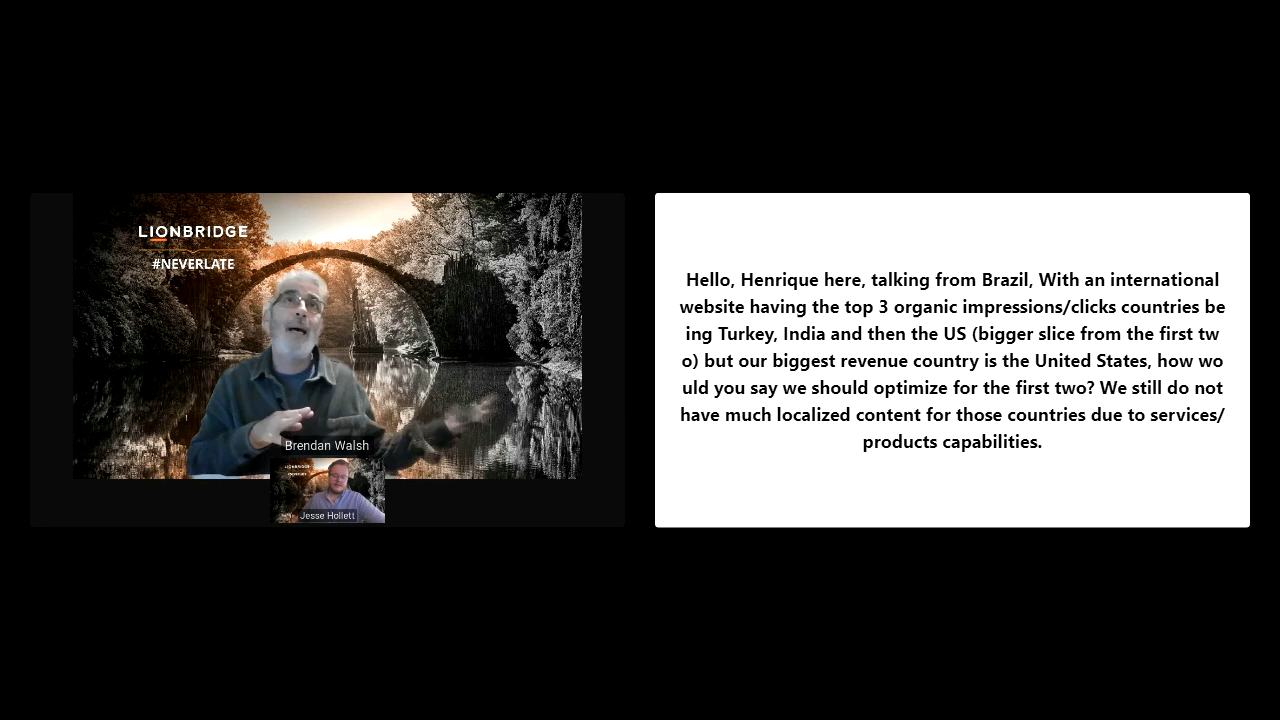 LIONBRIDGE
#NEVERLATE
Brendan Walsh
Jesse Hollett
Hello, Henrique here, talking from Brazil, With an international
website having the top 3 organic impressions/clicks countries be
ing Turkey, India and then the US (bigger slice from the first tw
o) but our biggest revenue country is the United States, how wo
uld you say we should optimize for the first two? We still do not
have much localized content for those countries due to services/
products capabilities.